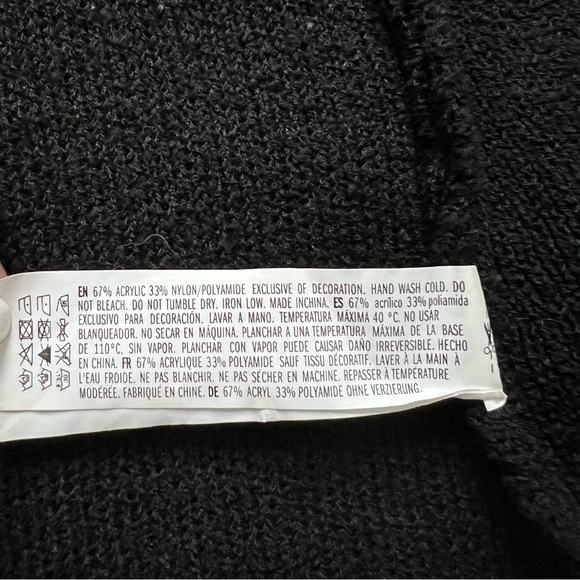 EN 67% ACRYLIC 33% NYLON/POLYAMIDE EXCLUSIVE OF DECORATION. HAND WASH COLD. DO
NOT BLEACH. DO NOT TUMBLE DRY. IRON LOW. MADE INCHINA. ES 67% acrílico 33% poliamida
EXCLUSIVO PARA DECORACIÓN. LAVAR A MANO. TEMPERATURA MÁXIMA 40 ºC. NO USAR
BLANQUEADOR. NO SECAR EN MÁQUINA. PLANCHAR A UNA TEMPERATURA MÁXIMA DE LA BASE
DE 110ºC, SIN VAPOR. PLANCHAR CON VAPOR PUEDE CAUSAR DAÑO IRREVERSIBLE. HECHO
EN CHINA. FR 67% ACRYLIQUE 33% POLYAMIDE SAUF TISSU DÉCORATIF. LAVER À LA MAIN À
L'EAU FROIDE. NE PAS BLANCHIR. NE PAS SÉCHER EN MACHINE. REPASSER À TEMPÉRATURE
MODÉRÉE. FABRIQUÉ EN CHINE. DE 67% ACRYL 33% POLYAMIDE OHNE VERZIERUNG.